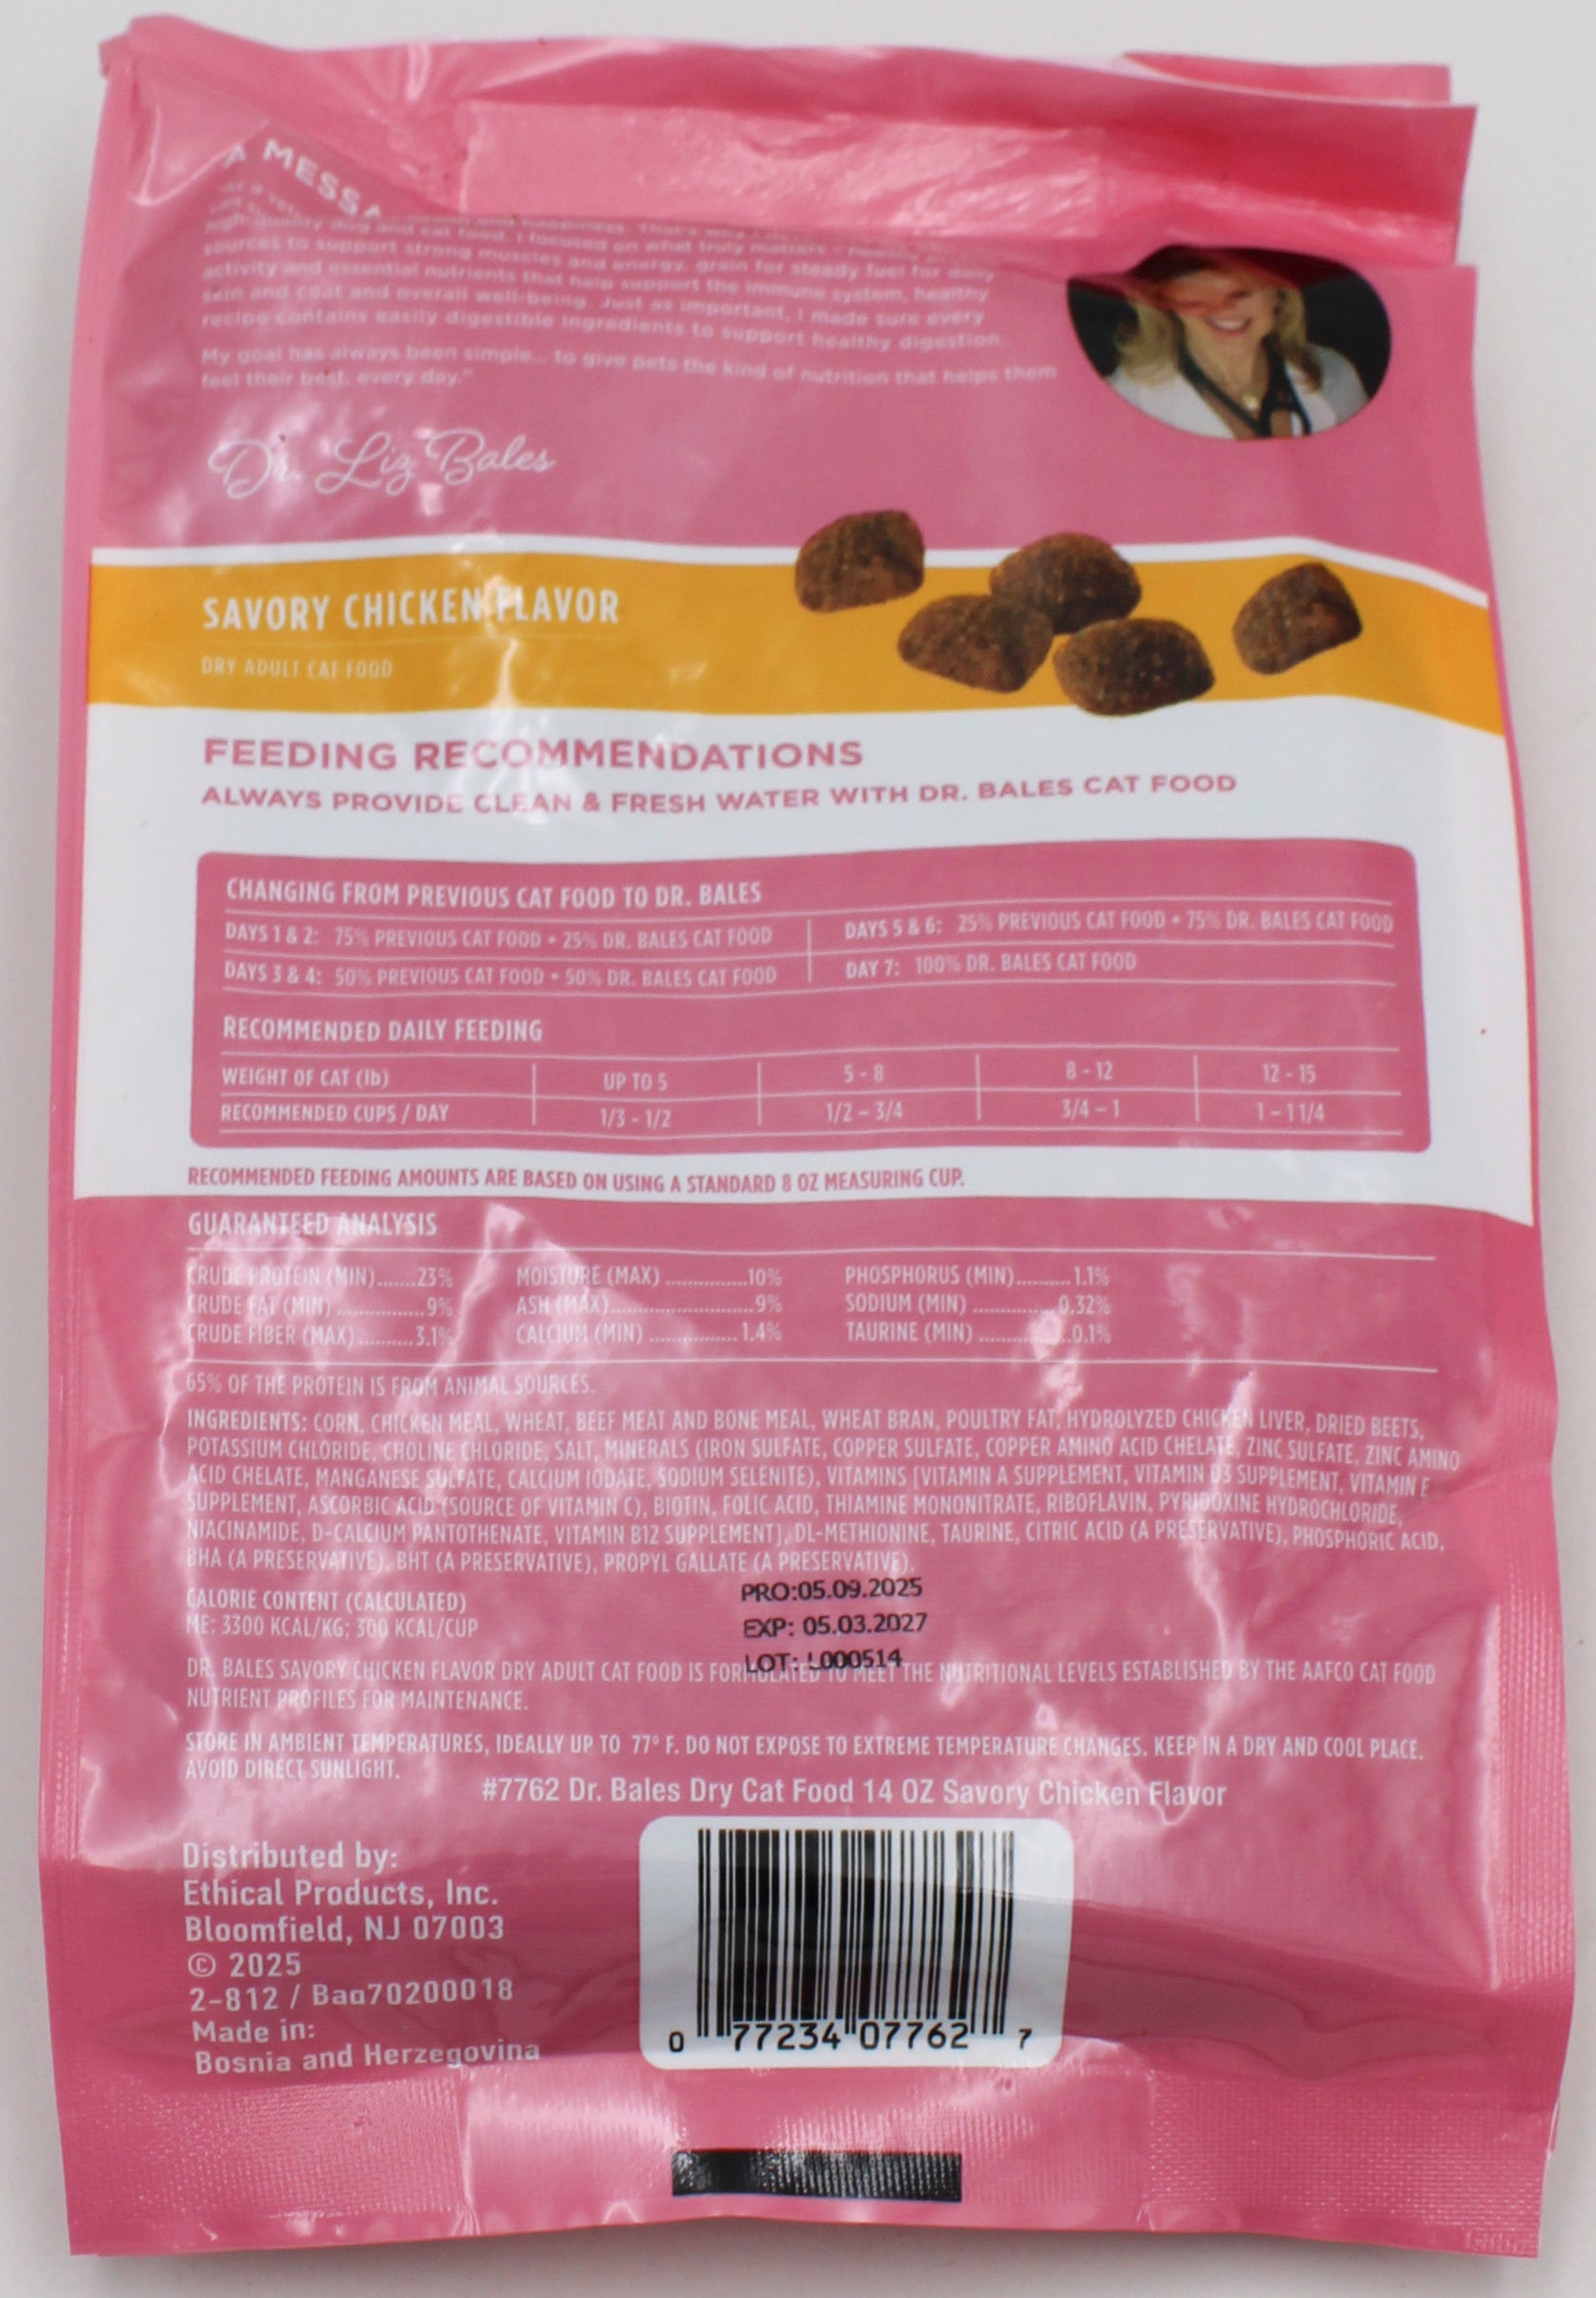 A MESSA
high-quality dog and cat food. I focused on what truly matters - healthy
sources to support strong muscles and energy, grain for steady fuel for daily
activity and essential nutrients that help support the immune system, healthy
skin and coat and overall well-being. Just as important, I made sure every
recipe contains easily digestible ingredients to support healthy digestion.
My goal has always been simple... to give pets the kind of nutrition that helps them
feel their best, every day."
Dr. Liz Bales
SAVORY CHICKEN FLAVOR
DRY ADULT CAT FOOD
FEEDING RECOMMENDATIONS
ALWAYS PROVIDE CLEAN & FRESH WATER WITH DR. BALES CAT FOOD
CHANGING FROM PREVIOUS CAT FOOD TO DR. BALES
DAYS 1 & 2: 75% PREVIOUS CAT FOOD + 25% DR. BALES CAT FOOD
DAYS 5 & 6: 25% PREVIOUS CAT FOOD + 75% DR. BALES CAT FOOD
DAYS 3 & 4: 50% PREVIOUS CAT FOOD + 50% DR. BALES CAT FOOD
DAY 7: 100% DR. BALES CAT FOOD
RECOMMENDED DAILY FEEDING
WEIGHT OF CAT (lb) UP TO 5 5 - 8 8 - 12 12 - 15
RECOMMENDED CUPS / DAY 1/3 - 1/2 1/2 – 3/4 3/4 – 1 1 – 1 1/4
RECOMMENDED FEEDING AMOUNTS ARE BASED ON USING A STANDARD 8 OZ MEASURING CUP.
GUARANTEED ANALYSIS
CRUDE PROTEIN (MIN).......23% MOISTURE (MAX) ...............10% PHOSPHORUS (MIN)..........1.1%
CRUDE FAT (MIN) ................9% ASH (MAX)..........................9% SODIUM (MIN) ...............0.32%
CRUDE FIBER (MAX)..........3.1% CALCIUM (MIN) ................1.4% TAURINE (MIN) ................0.1%
65% OF THE PROTEIN IS FROM ANIMAL SOURCES.
INGREDIENTS: CORN, CHICKEN MEAL, WHEAT, BEEF MEAT AND BONE MEAL, WHEAT BRAN, POULTRY FAT, HYDROLYZED CHICKEN LIVER, DRIED BEETS,
POTASSIUM CHLORIDE, CHOLINE CHLORIDE, SALT, MINERALS (IRON SULFATE, COPPER SULFATE, COPPER AMINO ACID CHELATE, ZINC SULFATE, ZINC AMINO
ACID CHELATE, MANGANESE SULFATE, CALCIUM IODATE, SODIUM SELENITE), VITAMINS [VITAMIN A SUPPLEMENT, VITAMIN D3 SUPPLEMENT, VITAMIN E
SUPPLEMENT, ASCORBIC ACID (SOURCE OF VITAMIN C), BIOTIN, FOLIC ACID, THIAMINE MONONITRATE, RIBOFLAVIN, PYRIDOXINE HYDROCHLORIDE,
NIACINAMIDE, D-CALCIUM PANTOTHENATE, VITAMIN B12 SUPPLEMENT], DL-METHIONINE, TAURINE, CITRIC ACID (A PRESERVATIVE), PHOSPHORIC ACID,
BHA (A PRESERVATIVE), BHT (A PRESERVATIVE), PROPYL GALLATE (A PRESERVATIVE).
PRO:05.09.2025
CALORIE CONTENT (CALCULATED)
ME: 3300 KCAL/KG; 300 KCAL/CUP
EXP: 05.03.2027
LOT: L000514
DR. BALES SAVORY CHICKEN FLAVOR DRY ADULT CAT FOOD IS FORMULATED TO MEET THE NUTRITIONAL LEVELS ESTABLISHED BY THE AAFCO CAT FOOD
NUTRIENT PROFILES FOR MAINTENANCE.
STORE IN AMBIENT TEMPERATURES, IDEALLY UP TO 77° F. DO NOT EXPOSE TO EXTREME TEMPERATURE CHANGES. KEEP IN A DRY AND COOL PLACE.
AVOID DIRECT SUNLIGHT.
#7762 Dr. Bales Dry Cat Food 14 OZ Savory Chicken Flavor
Distributed by:
Ethical Products, Inc.
Bloomfield, NJ 07003
© 2025
2-812 / Baa70200018
Made in:
Bosnia and Herzegovina
0 77234 07762 7